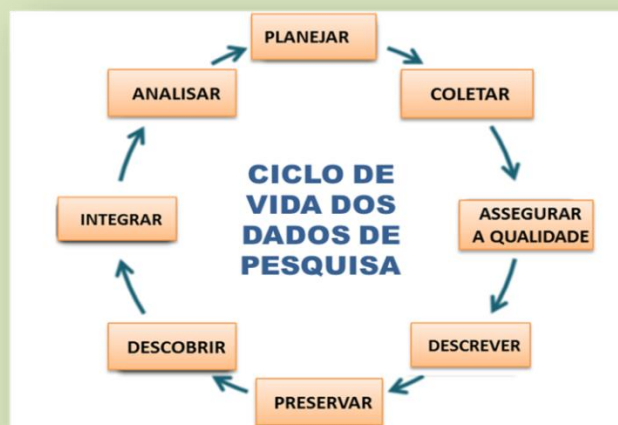 PLANEJAR
COLETAR
ASSEGURAR
A QUALIDADE
DESCREVER
PRESERVAR
DESCOBRIR
INTEGRAR
ANALISAR
CICLO DE
VIDA DOS
DADOS DE
PESQUISA